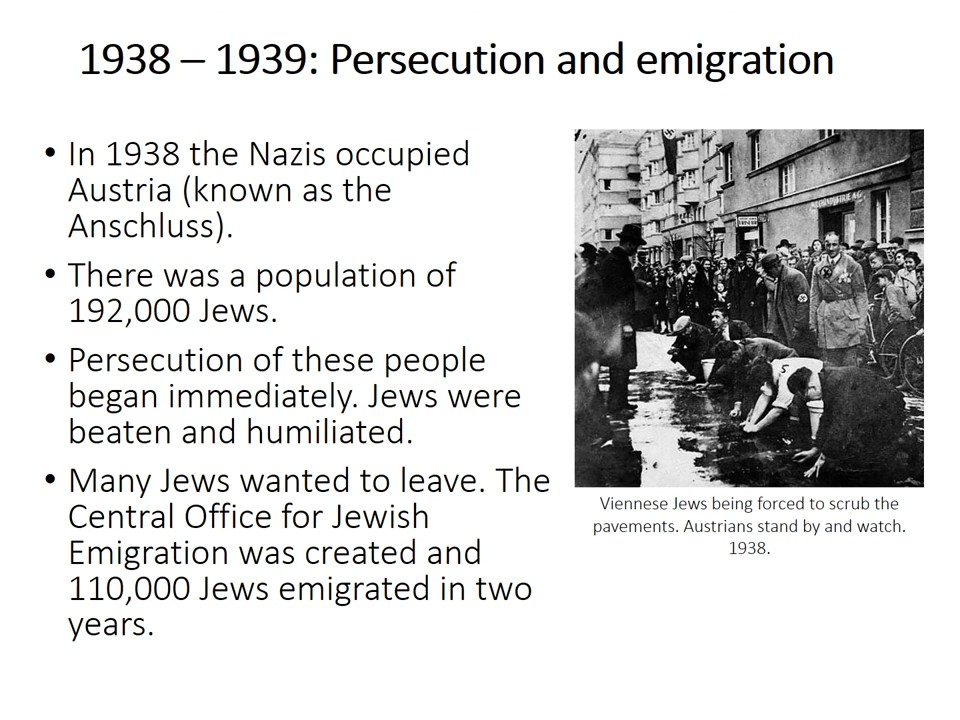 1938 – 1939: Persecution and emigration
• In 1938 the Nazis occupied
Austria (known as the
Anschluss).
• There was a population of
192,000 Jews.
• Persecution of these people
began immediately. Jews were
beaten and humiliated.
• Many Jews wanted to leave. The
Central Office for Jewish
Emigration was created and
110,000 Jews emigrated in two
years.
Viennese Jews being forced to scrub the
pavements. Austrians stand by and watch.
1938.